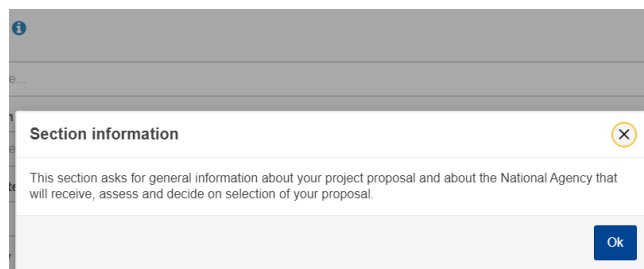 e...
Section information
This section asks for general information about your project proposal and about the National Agency that
will receive, assess and decide on selection of your proposal.
Ok